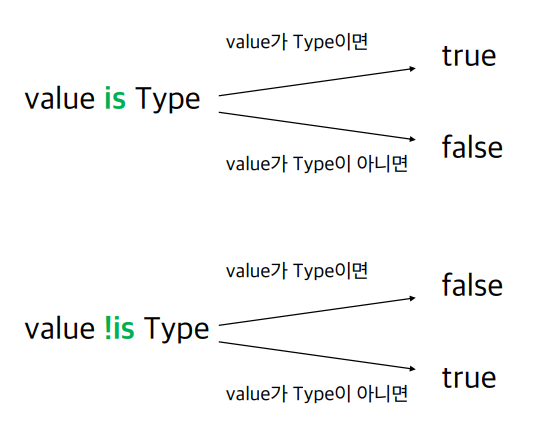 value가 Type이면
true
value is Type
false
value가 Type이 아니면
value가 Type이면
false
value !is Type
true
value가 Type이 아니면